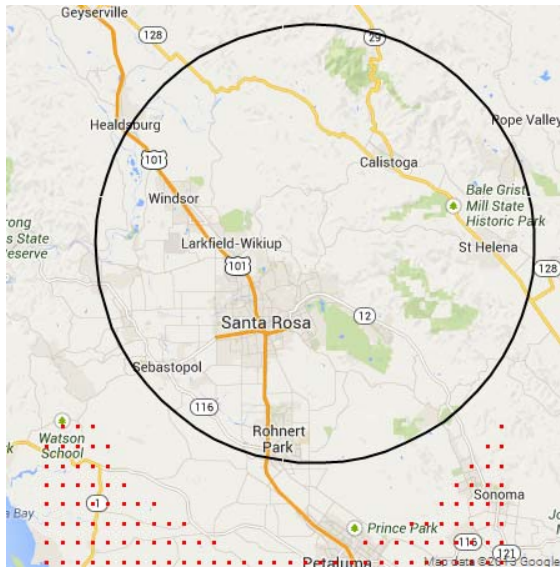 Geyserville
128
29
Healdsburg
Pope Valley
101
Calistoga
Windsor
Bale Grist
Mill State
Historic Park
rong
s State
eserve
Larkfield-Wikiup
St Helena
101
128
Santa Rosa
12
Sebastopol
116
Rohnert
Park
Watson
School
Sonoma
1
a Bay
Prince Park
116
121
Petaluma
Map data ©2013 Google